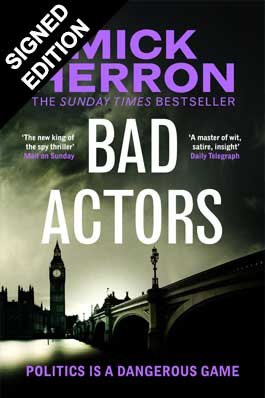 SIGNED
EDITION
MICK
HERRON
THE SUNDAY TIMES BESTSELLER
'The new king of
the spy thriller'
Mail on Sunday
'A master of wit,
satire, insight'
Daily Telegraph
BAD
ACTORS
POLITICS IS A DANGEROUS GAME